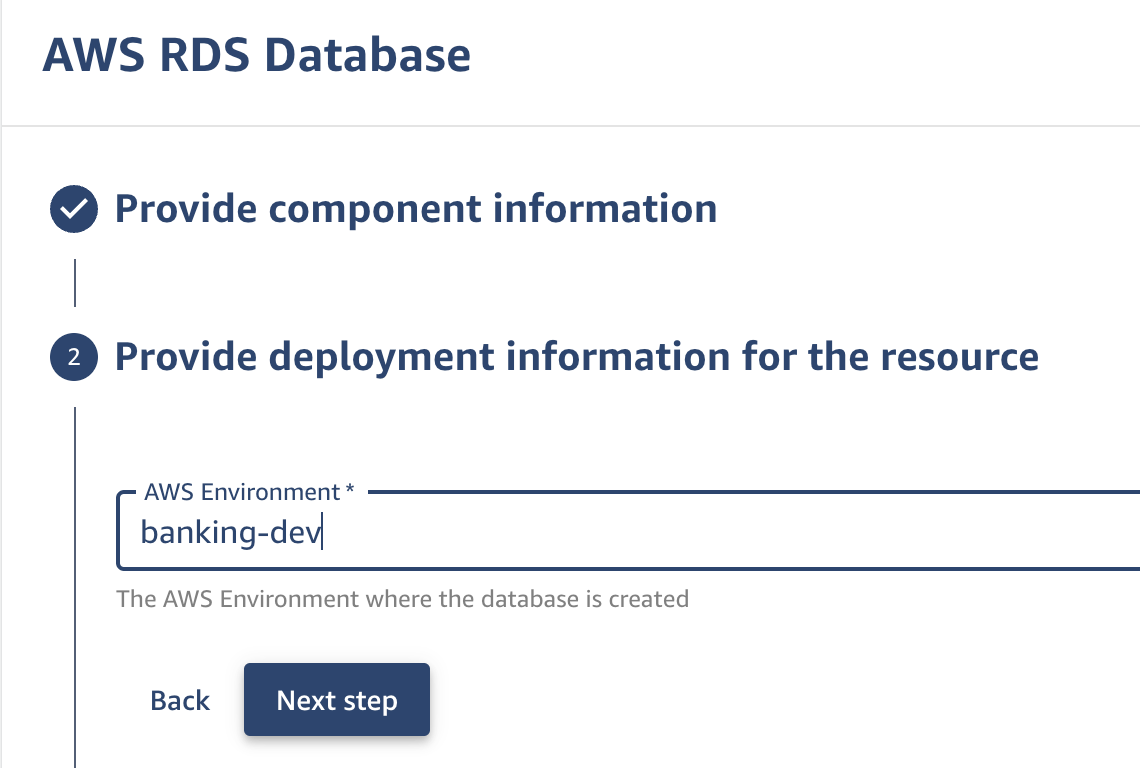 AWS RDS Database
Provide component information
2
Provide deployment information for the resource
AWS Environment *
banking-dev
The AWS Environment where the database is created
Back
Next step